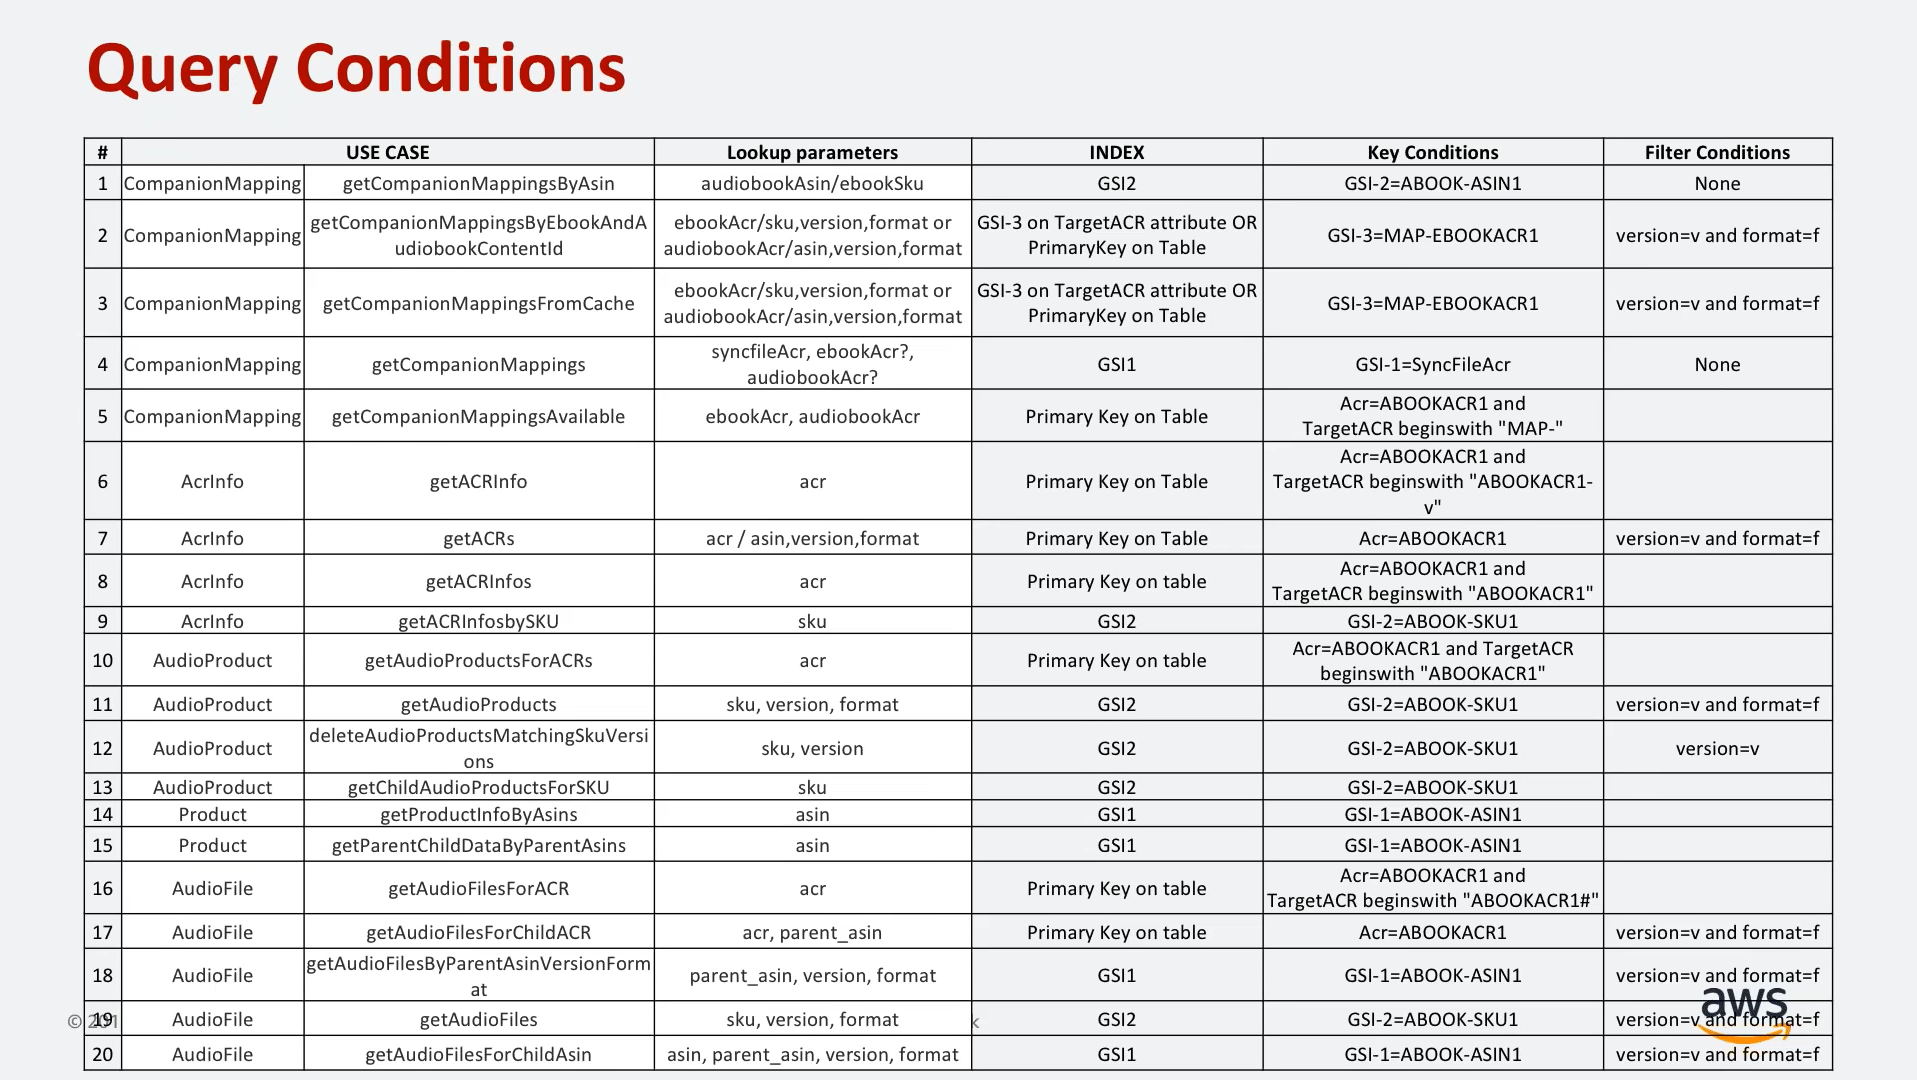 Query Conditions
# USE CASE Lookup parameters INDEX Key Conditions Filter Conditions
1 CompanionMapping getCompanionMappingsByAsin audiobookAsin/ebookSku GSI2 GSI-2=ABOOK-ASIN1 None
2 CompanionMapping getCompanionMappingsByEbookAndA
udiobookContentId ebookAcr/sku,version,format or
audiobookAcr/asin,version,format GSI-3 on TargetACR attribute OR
PrimaryKey on Table GSI-3=MAP-EBOOKACR1 version=v and format=f
3 CompanionMapping getCompanionMappingsFromCache ebookAcr/sku,version,format or
audiobookAcr/asin,version,format GSI-3 on TargetACR attribute OR
PrimaryKey on Table GSI-3=MAP-EBOOKACR1 version=v and format=f
4 CompanionMapping getCompanionMappings syncfileAcr, ebookAcr?,
audiobookAcr? GSI1 GSI-1=SyncFileAcr None
5 CompanionMapping getCompanionMappingsAvailable ebookAcr, audiobookAcr Primary Key on Table Acr=ABOOKACR1 and
TargetACR beginswith "MAP-"
6 AcrInfo getACRInfo acr Primary Key on Table Acr=ABOOKACR1 and
TargetACR beginswith "ABOOKACR1-
v"
7 AcrInfo getACRs acr / asin,version,format Primary Key on Table Acr=ABOOKACR1 version=v and format=f
8 AcrInfo getACRInfos acr Primary Key on table Acr=ABOOKACR1 and
TargetACR beginswith "ABOOKACR1"
9 AcrInfo getACRInfosbySKU sku GSI2 GSI-2=ABOOK-SKU1
10 AudioProduct getAudioProductsForACRs acr Primary Key on table Acr=ABOOKACR1 and TargetACR
beginswith "ABOOKACR1"
11 AudioProduct getAudioProducts sku, version, format GSI2 GSI-2=ABOOK-SKU1 version=v and format=f
12 AudioProduct deleteAudioProductsMatchingSkuVersi
ons sku, version GSI2 GSI-2=ABOOK-SKU1 version=v
13 AudioProduct getChildAudioProductsForSKU sku GSI2 GSI-2=ABOOK-SKU1
14 Product getProductInfoByAsins asin GSI1 GSI-1=ABOOK-ASIN1
15 Product getParentChildDataByParentAsins asin GSI1 GSI-1=ABOOK-ASIN1
16 AudioFile getAudioFilesForACR acr Primary Key on table Acr=ABOOKACR1 and
TargetACR beginswith "ABOOKACR1#"
17 AudioFile getAudioFilesForChildACR acr, parent_asin Primary Key on table Acr=ABOOKACR1 version=v and format=f
18 AudioFile getAudioFilesByParentAsinVersionForm
at parent_asin, version, format GSI1 GSI-1=ABOOK-ASIN1 version=v and format=f
19 AudioFile getAudioFiles sku, version, format GSI2 GSI-2=ABOOK-SKU1 version=v and format=f
20 AudioFile getAudioFilesForChildAsin asin, parent_asin, version, format GSI1 GSI-1=ABOOK-ASIN1 version=v and format=f
aws